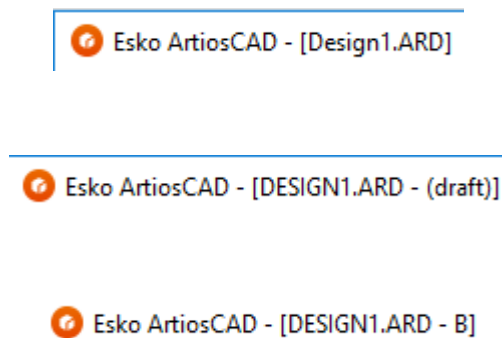 Esko ArtiosCAD - [Design1.ARD]
Esko ArtiosCAD - [DESIGN1.ARD - (draft)]
Esko ArtiosCAD - [DESIGN1.ARD - B]